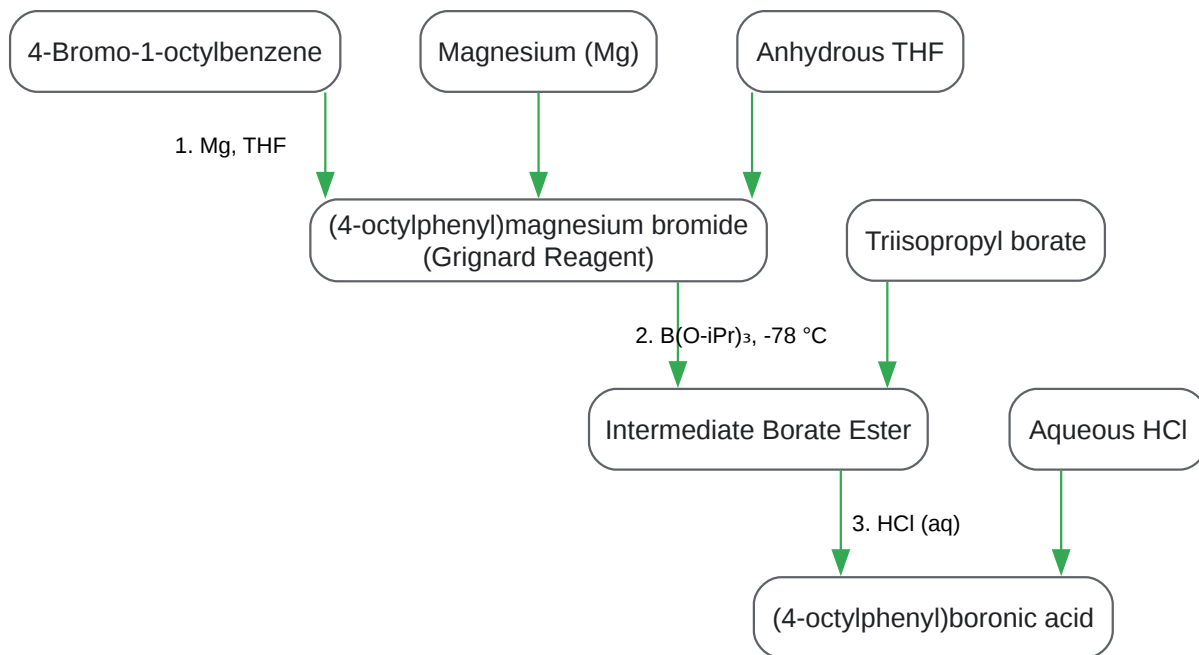 4-Bromo-1-octylbenzene
Magnesium (Mg)
Anhydrous THF
1. Mg, THF
(4-octylphenyl)magnesium bromide
(Grignard Reagent)
Triisopropyl borate
2. B(O-iPr)₃, -78 °C
Intermediate Borate Ester
Aqueous HCl
3. HCl (aq)
(4-octylphenyl)boronic acid